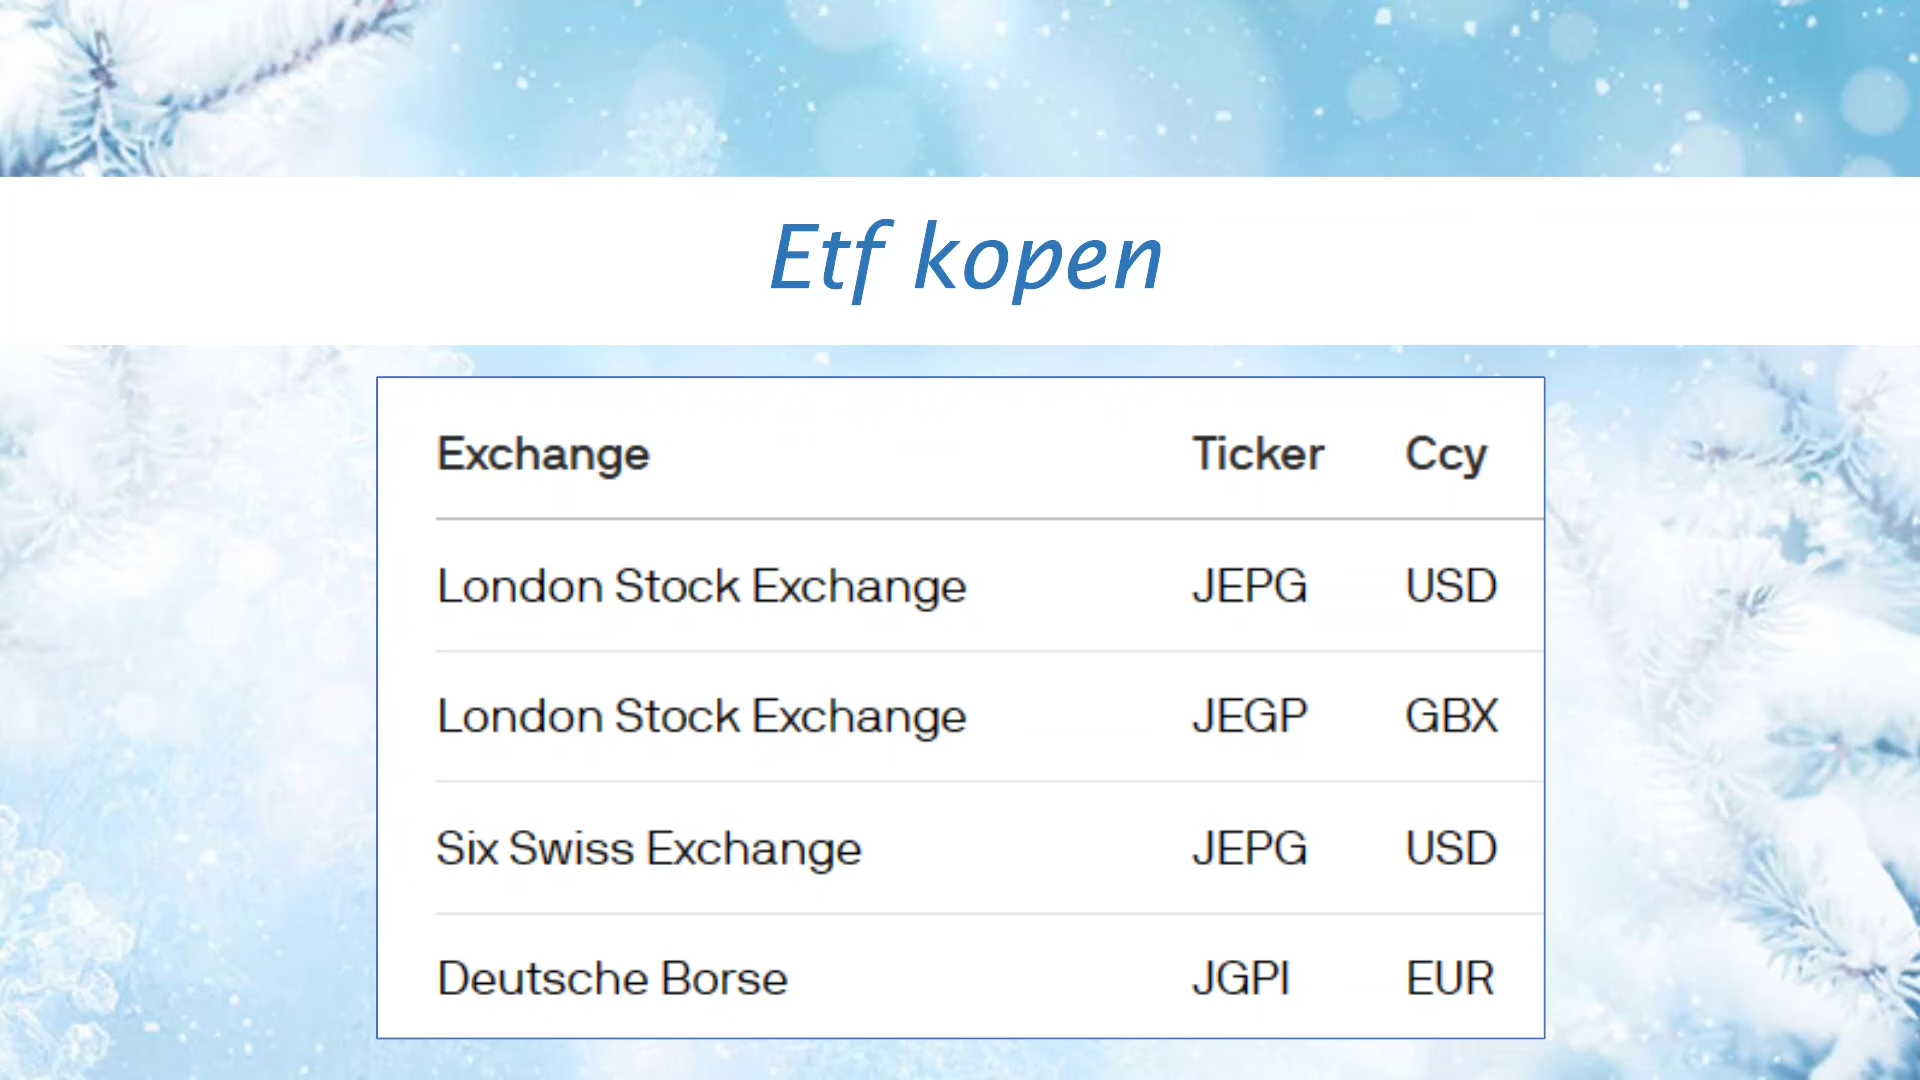 Etf kopen
Exchange Ticker Ccy
London Stock Exchange JEPG USD
London Stock Exchange JEGP GBX
Six Swiss Exchange JEPG USD
Deutsche Borse JGPI EUR